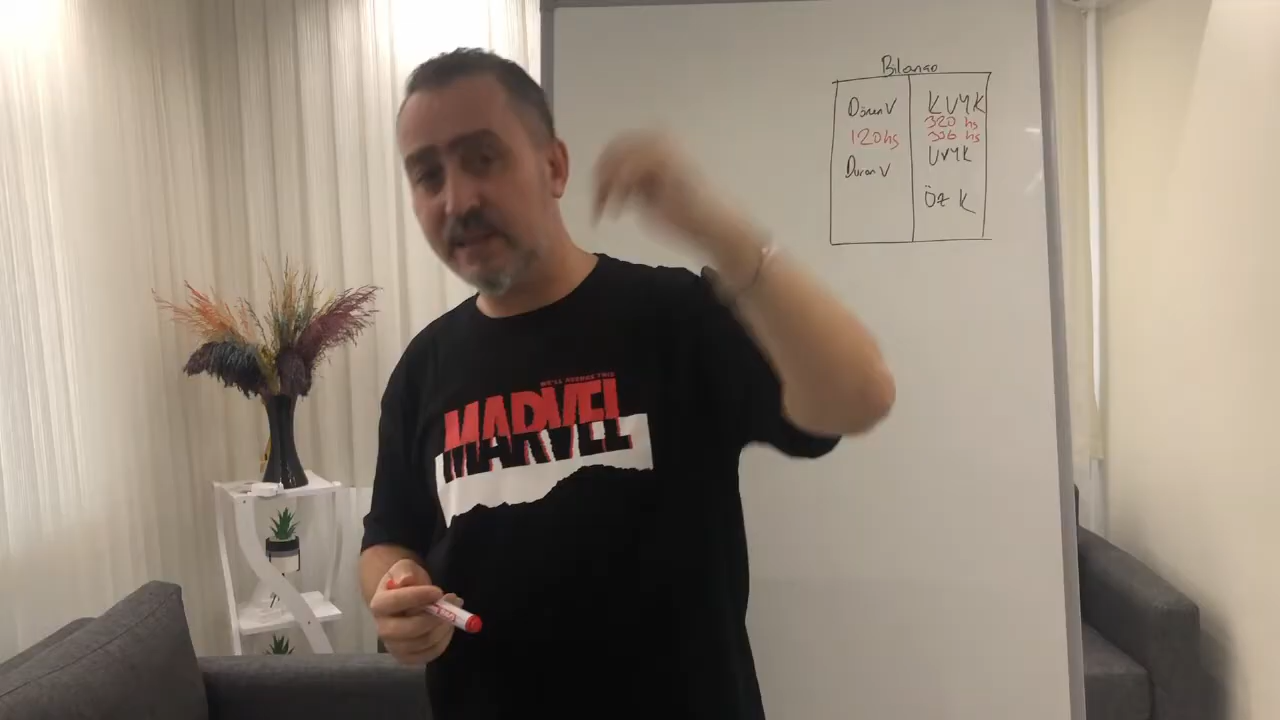 Bilanço
Dönen V
120 hs
Duran V
KVYK
320 hs
306 hs
UVYK
ÖZ K
MARVEL